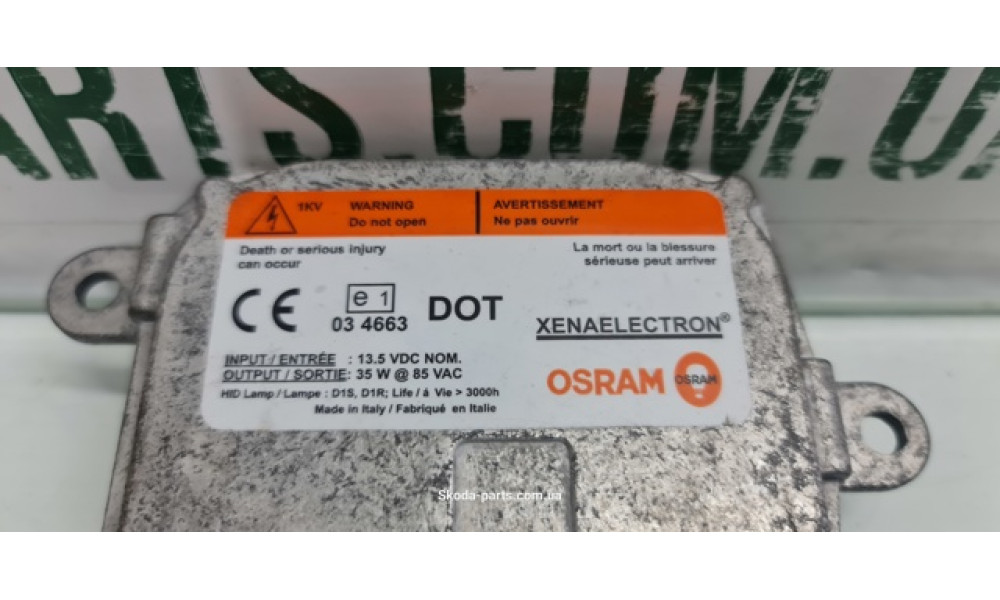 ARTS.COM.UA
1KV WARNING AVERTISSEMENT
Do not open Ne pas ouvrir
Death or serious injury La mort ou la blessure
can occur sérieuse peut arriver
CE e 1 DOT
03 4663
XENAELECTRON®
INPUT / ENTRÉE : 13.5 VDC NOM.
OUTPUT / SORTIE: 35 W @ 85 VAC
OSRAM OSRAM
HID Lamp / Lampe : D1S, D1R; Life / á Vie > 3000h
Made in Italy / Fabriqué en Italie
Skoda-parts.com.ua